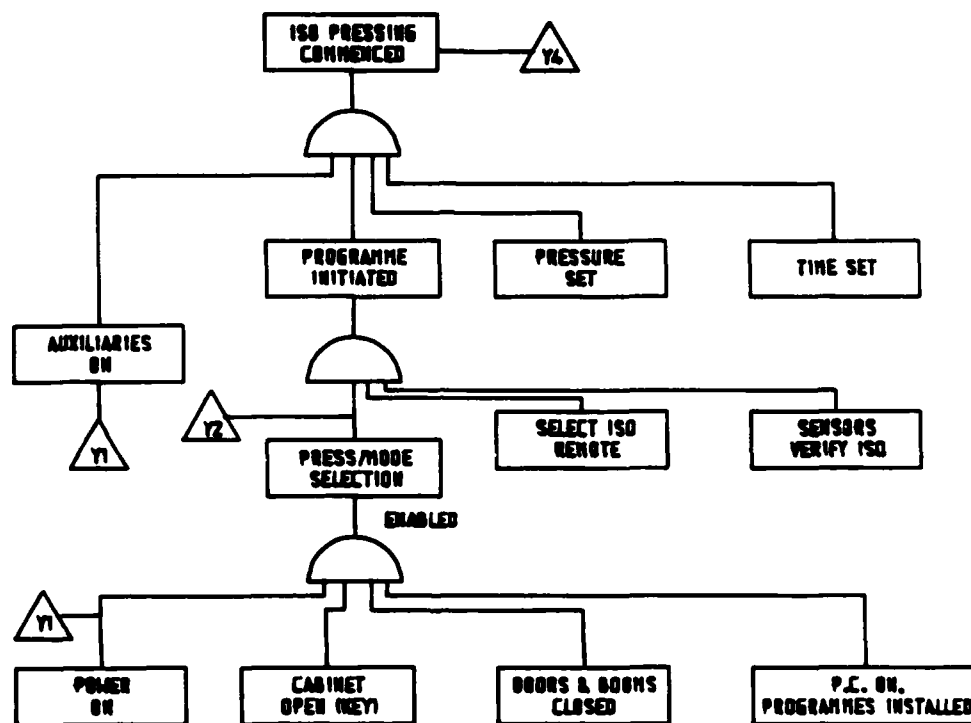 ISO PRESSING
COMMENCED
Y4
PROGRAMME
INITIATED
PRESSURE
SET
TIME SET
AUXILIARIES
ON
Y1
Y2
SELECT ISO
REMOTE
SENSORS
VERIFY ISO
PRESS/MODE
SELECTION
ENABLED
Y1
POWER
ON
CABINET
OPEN (KEY)
DOORS & BOOMS
CLOSED
P.C. ON.
PROGRAMMES INSTALLED